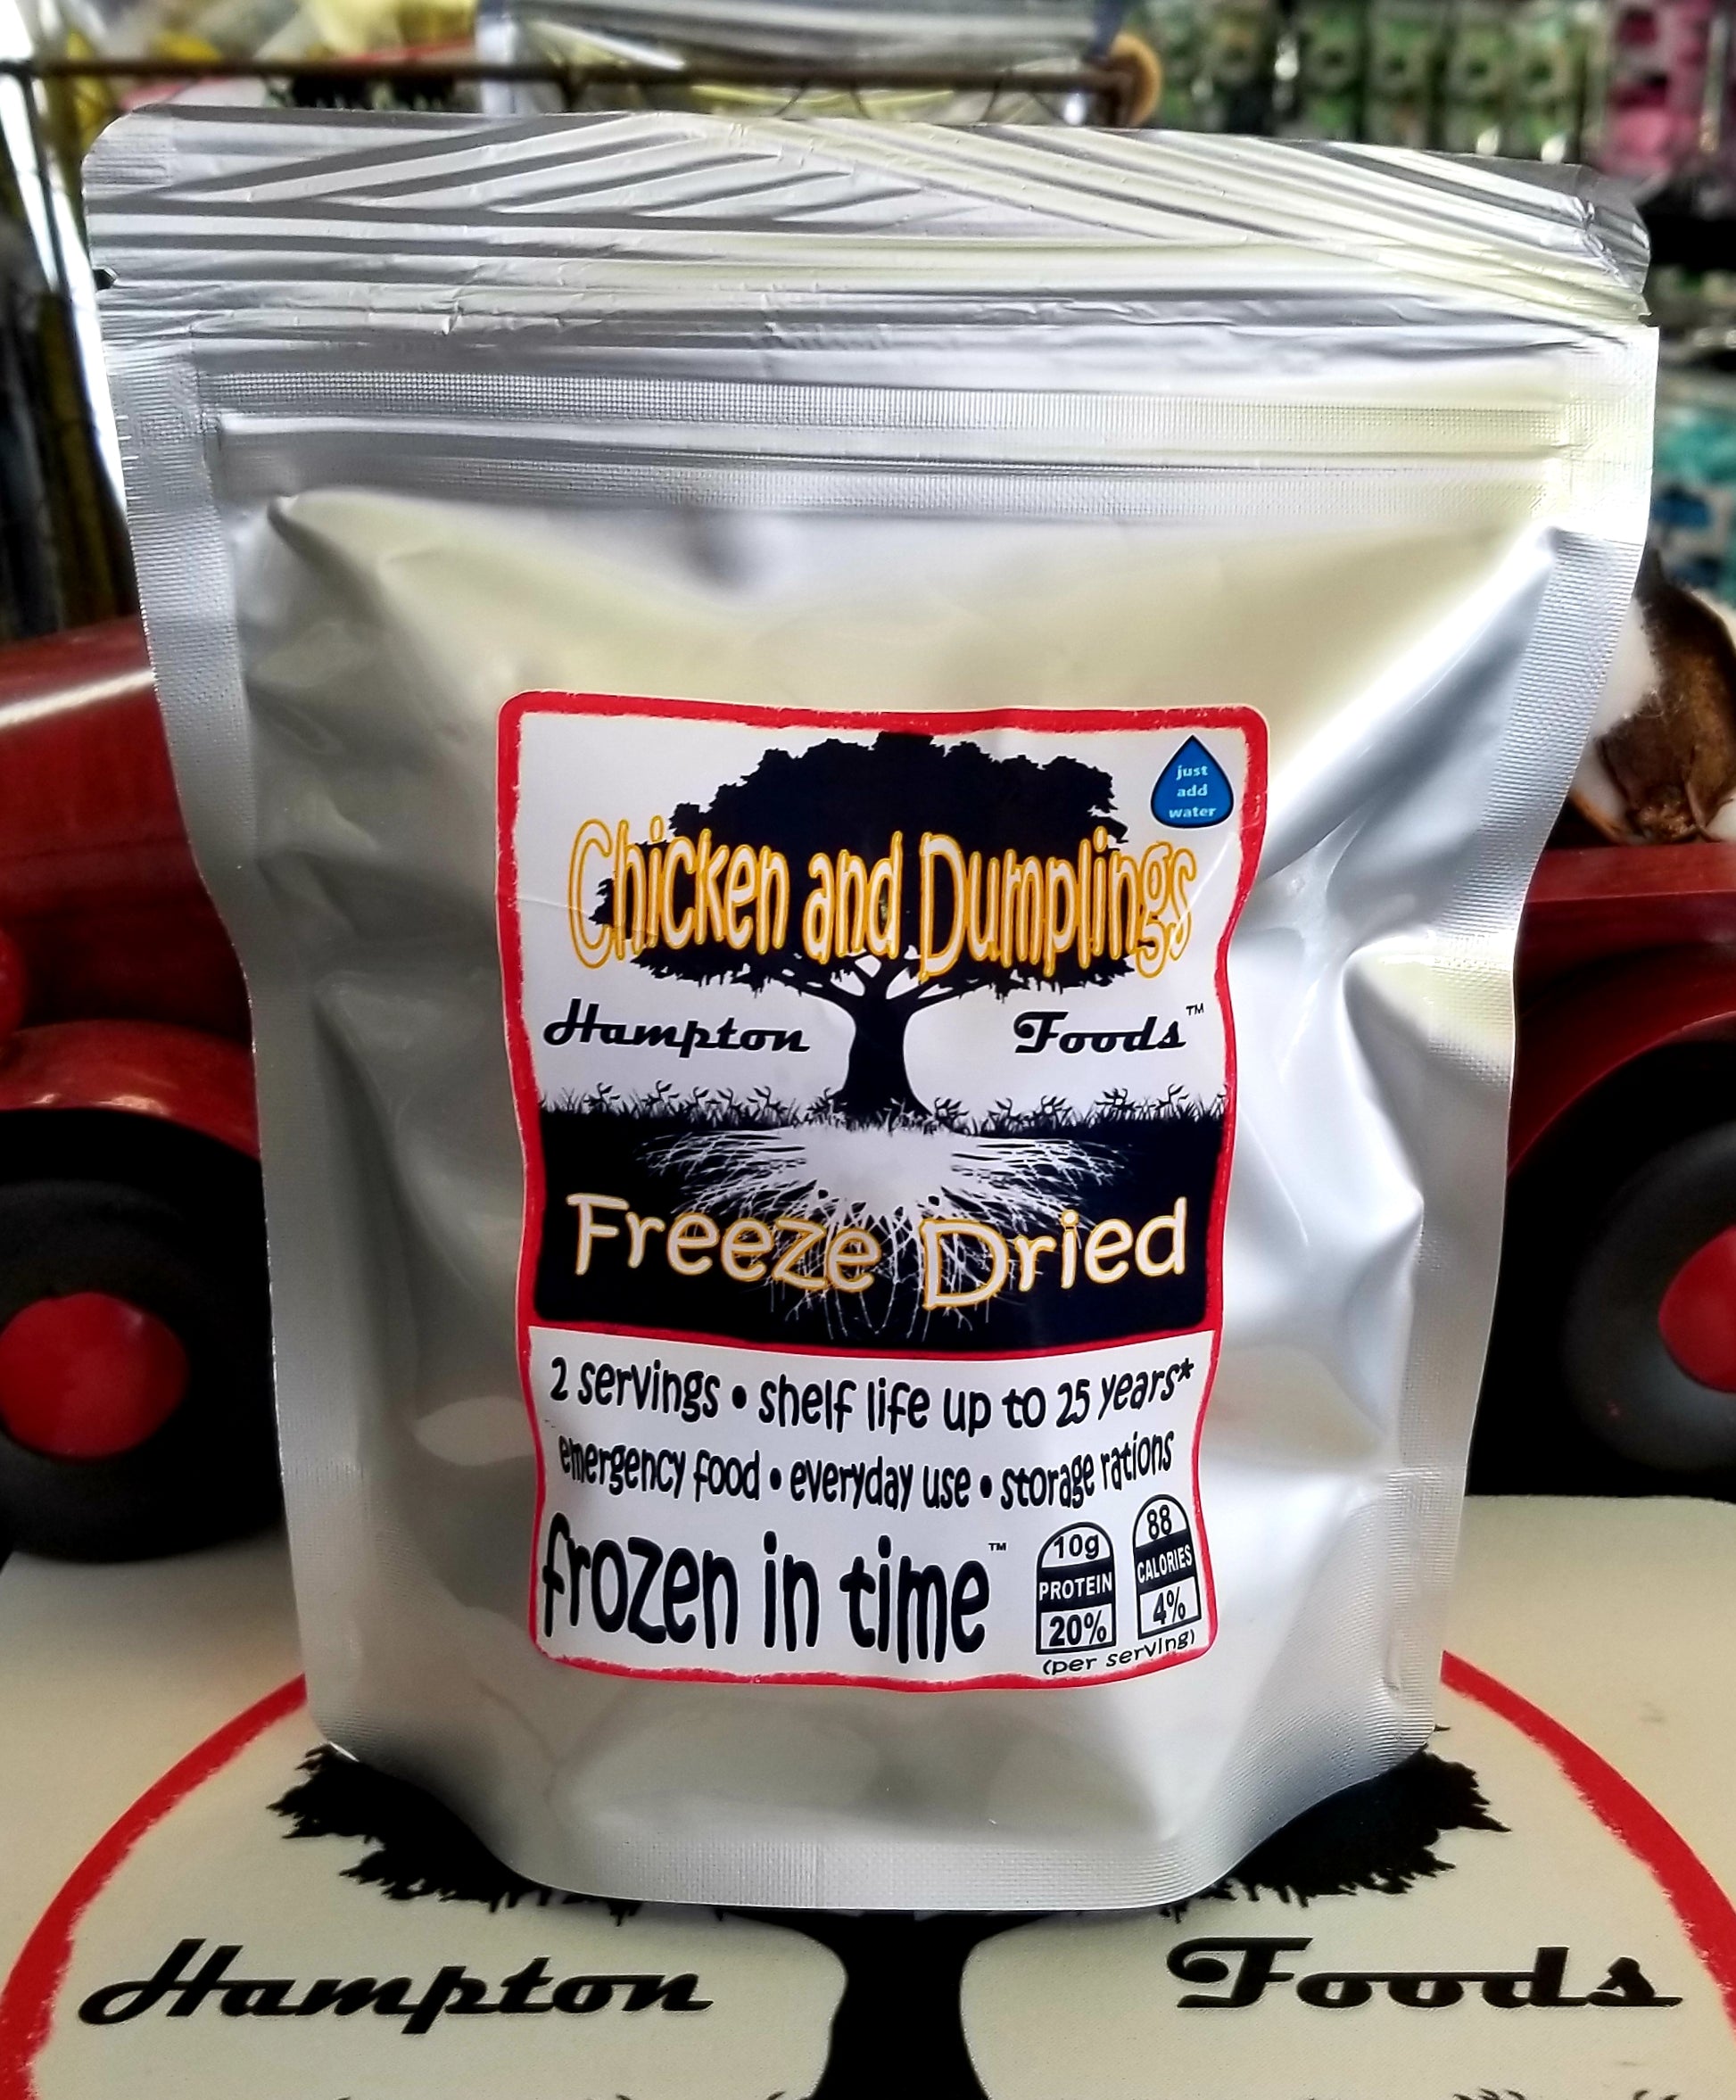 just
add
water
Chicken and Dumplings
Hampton Foods™
Freeze Dried
2 servings • shelf life up to 25 years*
emergency food • everyday use • storage rations
frozen in time™
10g
PROTEIN
20%
88
CALORIES
4%
(per serving)
Hampton Foods